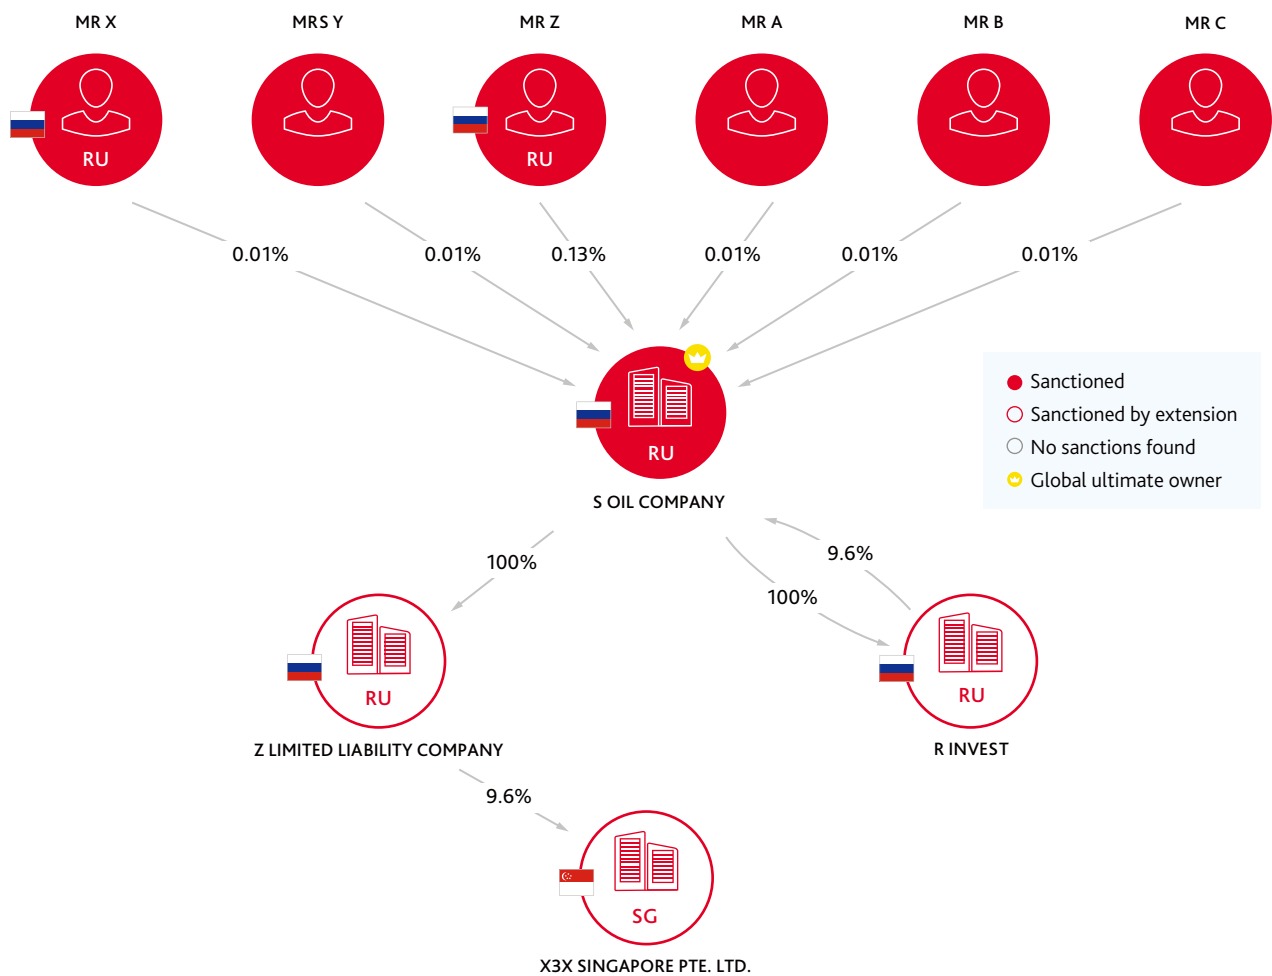 MR X
MRS Y
MR Z
MR A
MR B
MR C
RU
RU
0.01%
0.01%
0.13%
0.01%
0.01%
0.01%
RU
S OIL COMPANY
Sanctioned
Sanctioned by extension
No sanctions found
Global ultimate owner
100%
9.6%
100%
RU
Z LIMITED LIABILITY COMPANY
RU
R INVEST
9.6%
SG
X3X SINGAPORE PTE. LTD.